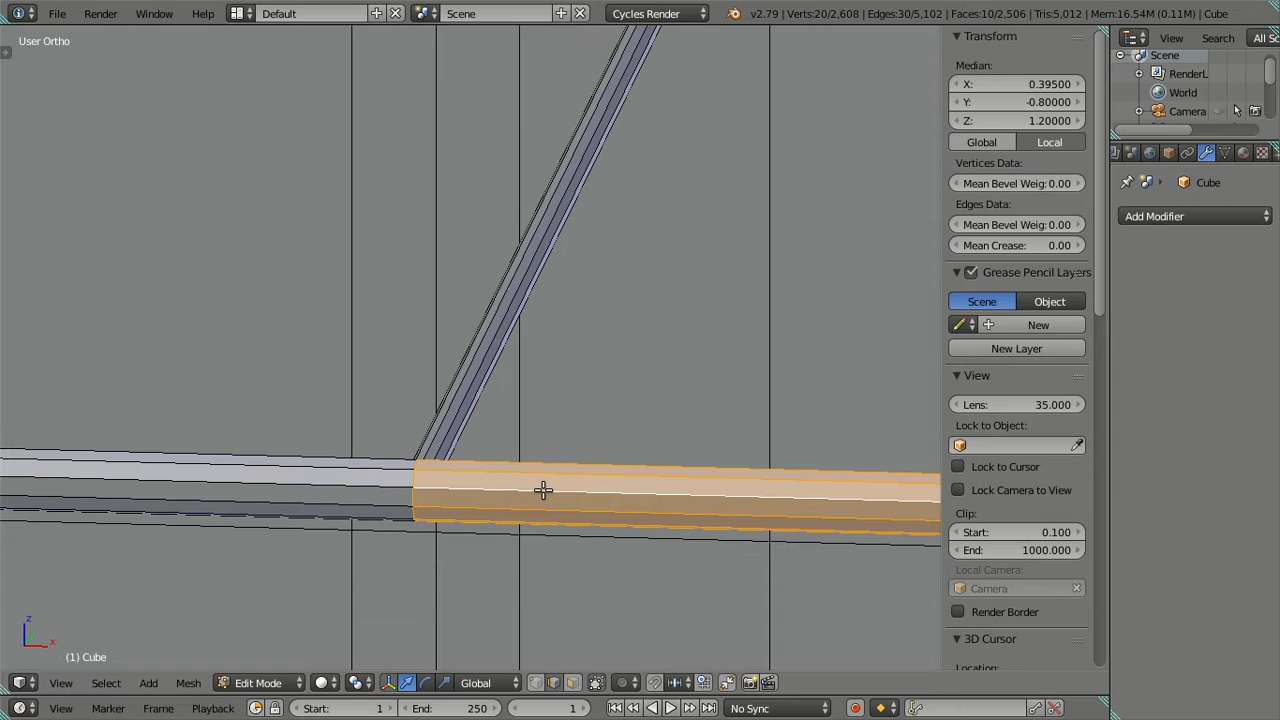 File Render Window Help Default Scene Cycles Render v2.79 | Verts:20/2,608 | Edges:30/5,102 | Faces:10/2,506 | Tris:5,012 | Mem:16.54M (0.11M) | Cube
User Ortho
Transform
Median:
X: 0.39500
Y: -0.80000
Z: 1.20000
Global Local
Vertices Data:
Mean Bevel Weig: 0.00
Edges Data:
Mean Bevel Weig: 0.00
Mean Crease: 0.00
Grease Pencil Layers
Scene Object
New
New Layer
View
Lens: 35.000
Lock to Object:
Lock to Cursor
Lock Camera to View
Clip:
Start: 0.100
End: 1000.000
Local Camera:
Camera
Render Border
3D Cursor
View Search All S
Scene
RenderL
World
Camera
Cube
Add Modifier
z
x
(1) Cube
View Select Add Mesh Edit Mode Global
View Marker Frame Playback Start: 1 End: 250 1 No Sync